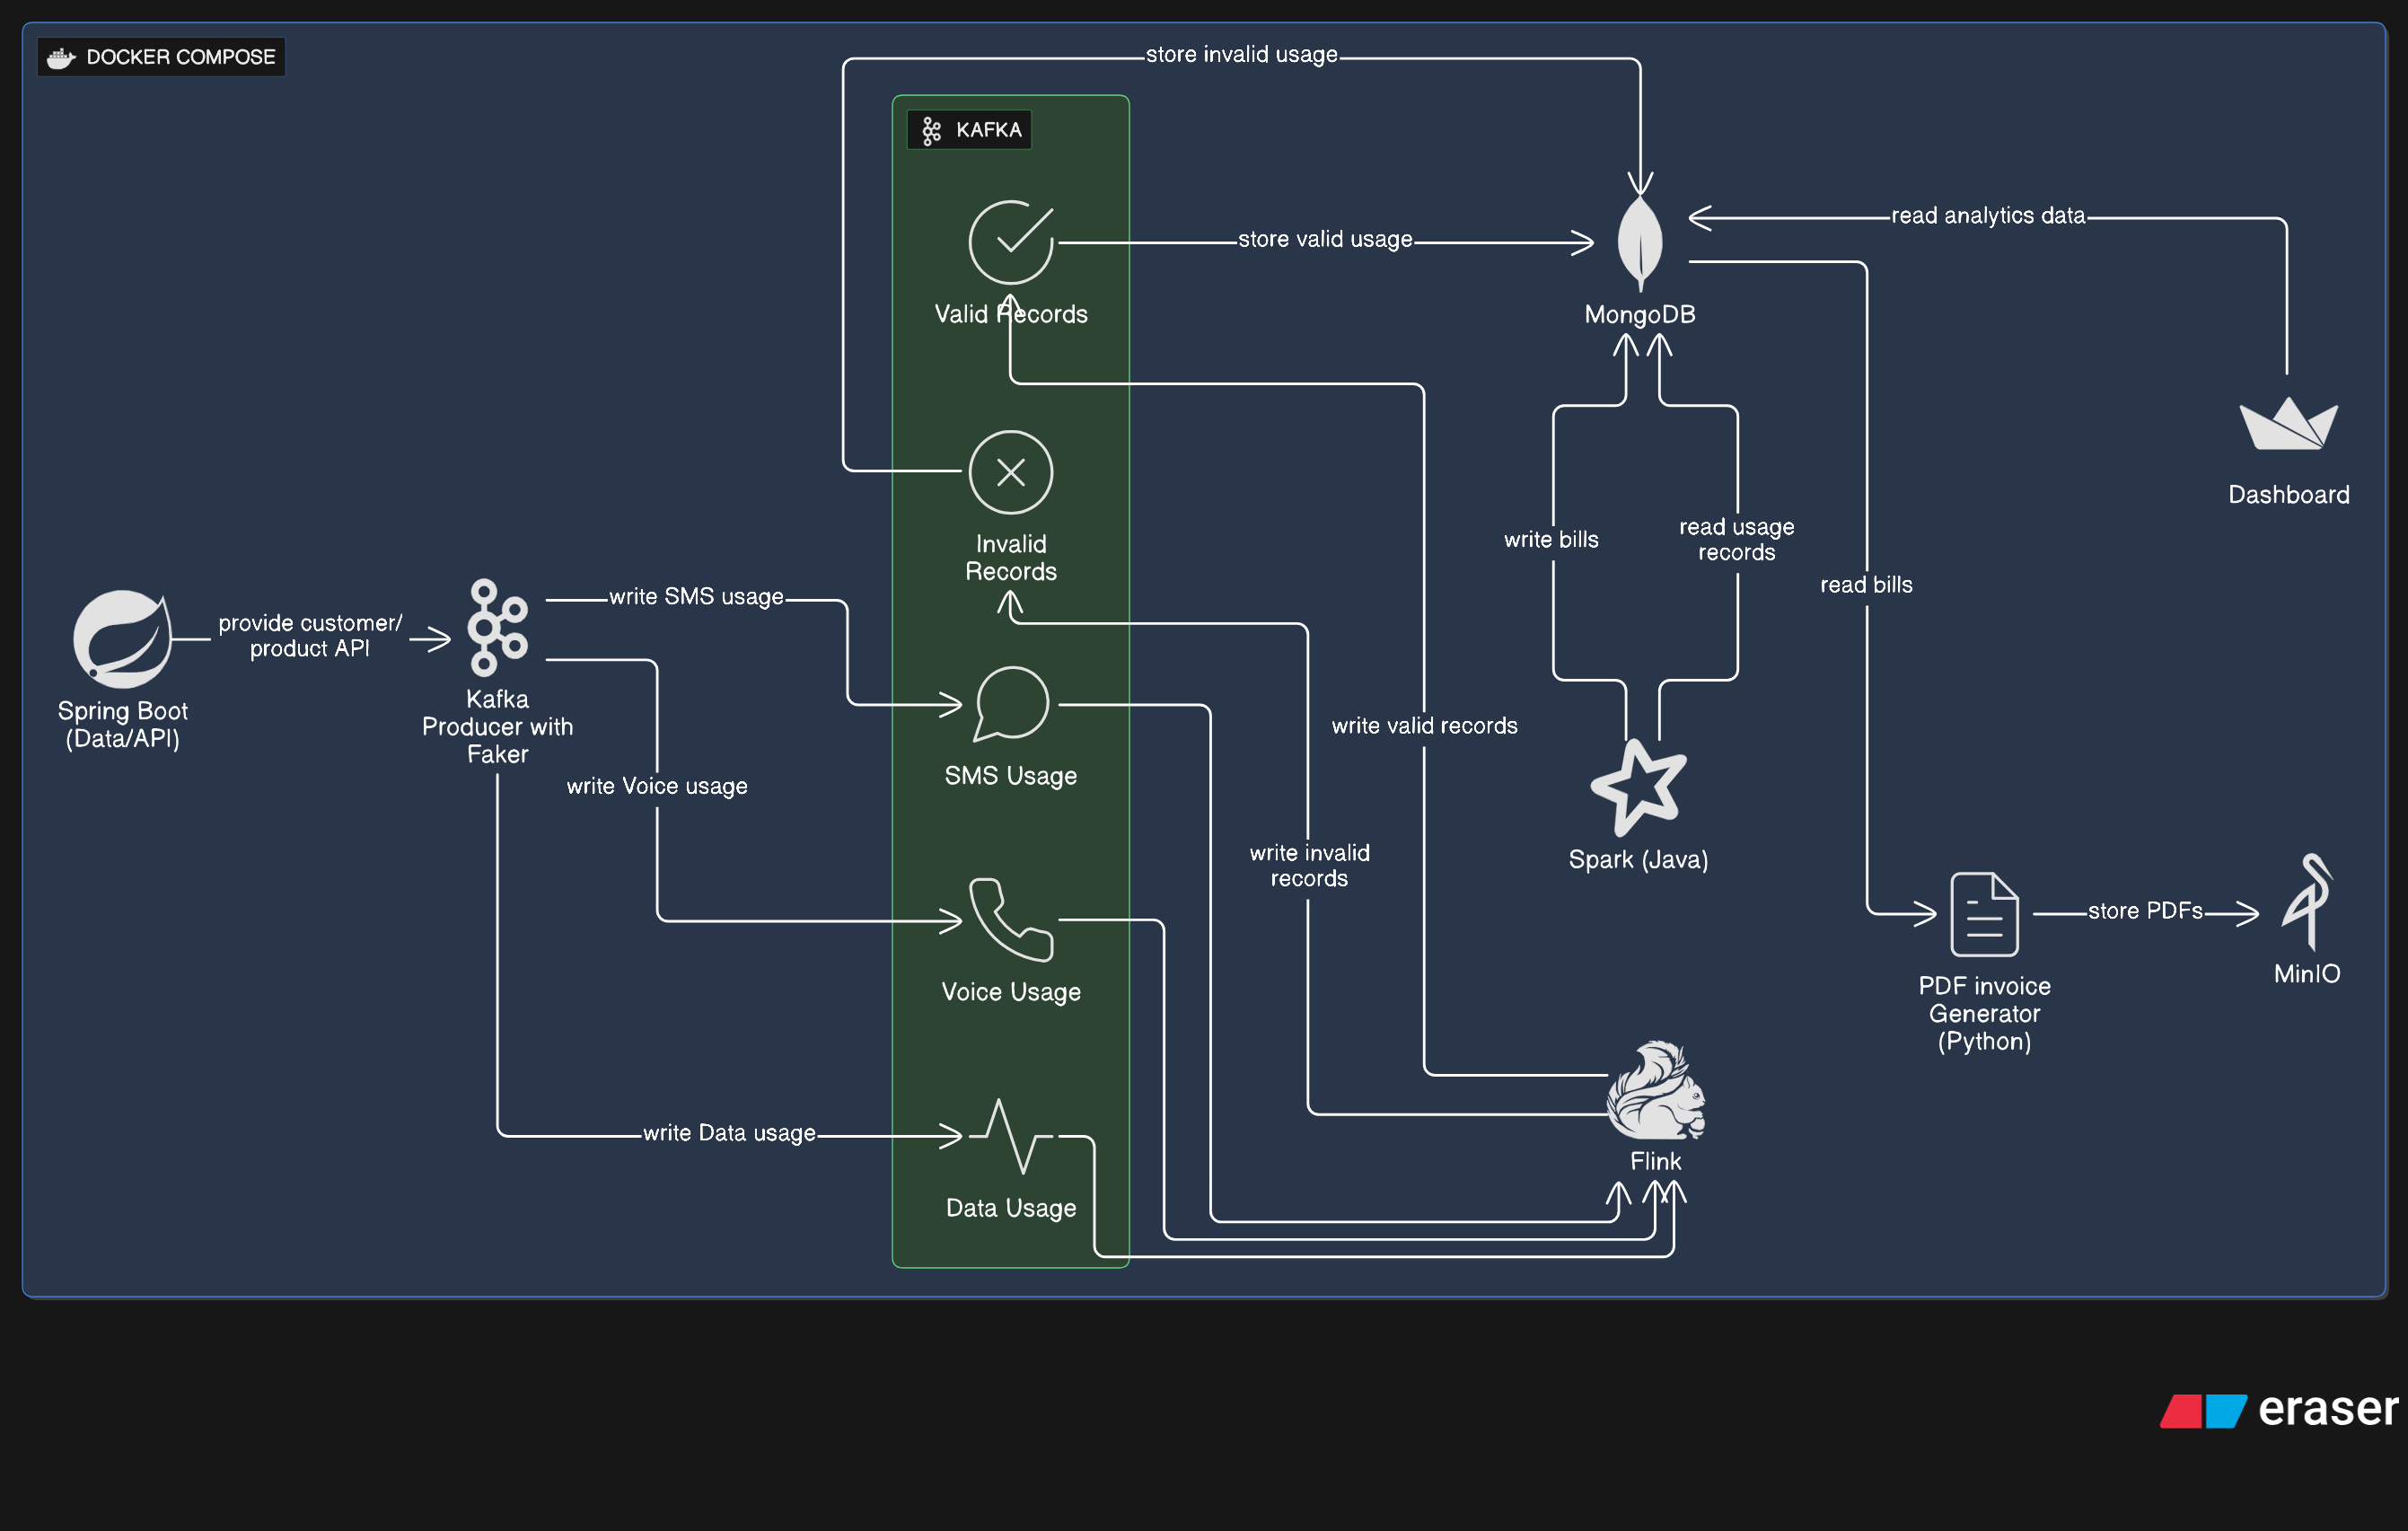 DOCKER COMPOSE
store invalid usage
KAFKA
Valid Records
store valid usage
MongoDB
read analytics data
Dashboard
Invalid
Records
write bills
read usage
records
read bills
provide customer/
product API
Spring Boot
(Data/API)
Kafka
Producer with
Faker
write SMS usage
SMS Usage
write Voice usage
write valid records
write invalid
records
Spark (Java)
Voice Usage
PDF invoice
Generator
(Python)
store PDFs
MinIO
write Data usage
Data Usage
Flink
eraser